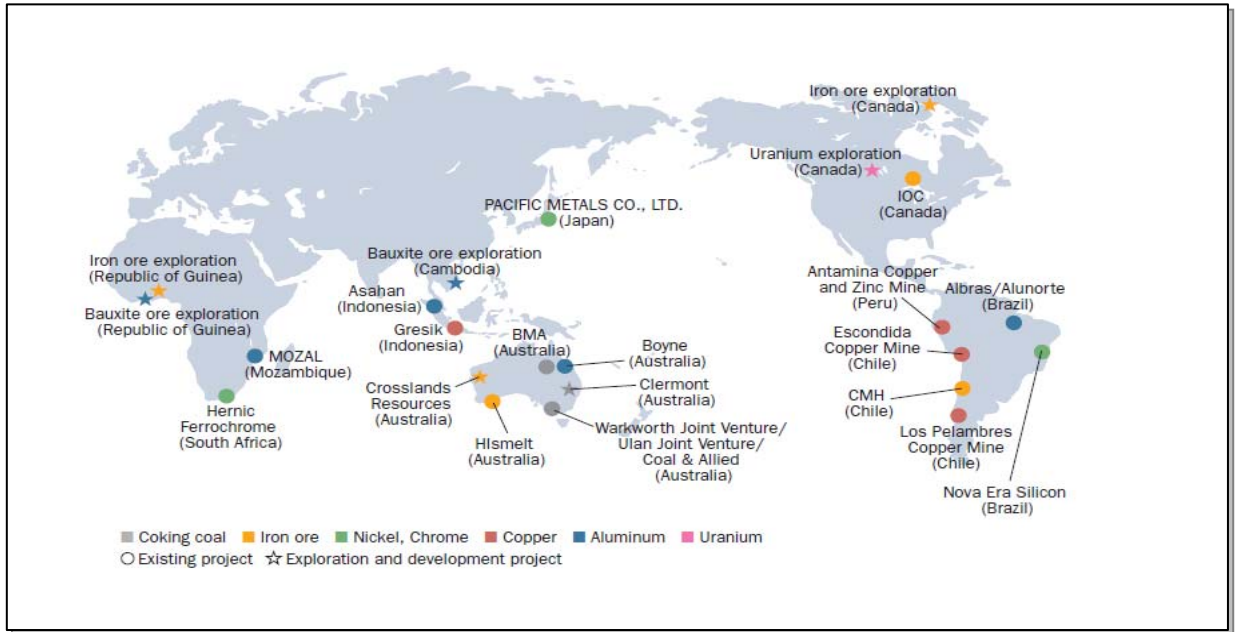 Iron ore exploration
(Canada)
Uranium exploration
(Canada)
IOC
(Canada)
PACIFIC METALS CO., LTD.
(Japan)
Iron ore exploration
(Republic of Guinea)
Bauxite ore exploration
(Republic of Guinea)
Bauxite ore exploration
(Cambodia)
Asahan
(Indonesia)
Gresik
(Indonesia)
MOZAL
(Mozambique)
Hernic
Ferrochrome
(South Africa)
BMA
(Australia)
Boyne
(Australia)
Crosslands
Resources
(Australia)
Clermont
(Australia)
HIsmelt
(Australia)
Warkworth Joint Venture/
Ulan Joint Venture/
Coal & Allied
(Australia)
Antamina Copper
and Zinc Mine
(Peru)
Albras/Alunorte
(Brazil)
Escondida
Copper Mine
(Chile)
CMH
(Chile)
Los Pelambres
Copper Mine
(Chile)
Nova Era Silicon
(Brazil)
Coking coal Iron ore Nickel, Chrome Copper Aluminum Uranium
Existing project Exploration and development project